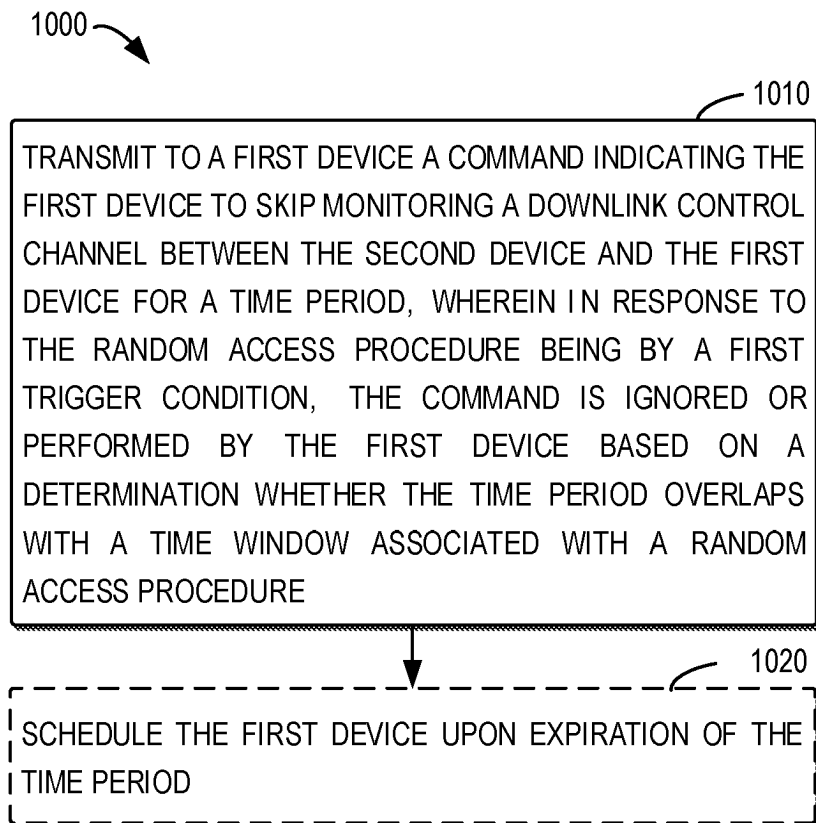 1000
1010
TRANSMIT TO A FIRST DEVICE A COMMAND INDICATING THE
FIRST DEVICE TO SKIP MONITORING A DOWNLINK CONTROL
CHANNEL BETWEEN THE SECOND DEVICE AND THE FIRST
DEVICE FOR A TIME PERIOD, WHEREIN IN RESPONSE TO
THE RANDOM ACCESS PROCEDURE BEING BY A FIRST
TRIGGER CONDITION, THE COMMAND IS IGNORED OR
PERFORMED BY THE FIRST DEVICE BASED ON A
DETERMINATION WHETHER THE TIME PERIOD OVERLAPS
WITH A TIME WINDOW ASSOCIATED WITH A RANDOM
ACCESS PROCEDURE
1020
SCHEDULE THE FIRST DEVICE UPON EXPIRATION OF THE
TIME PERIOD